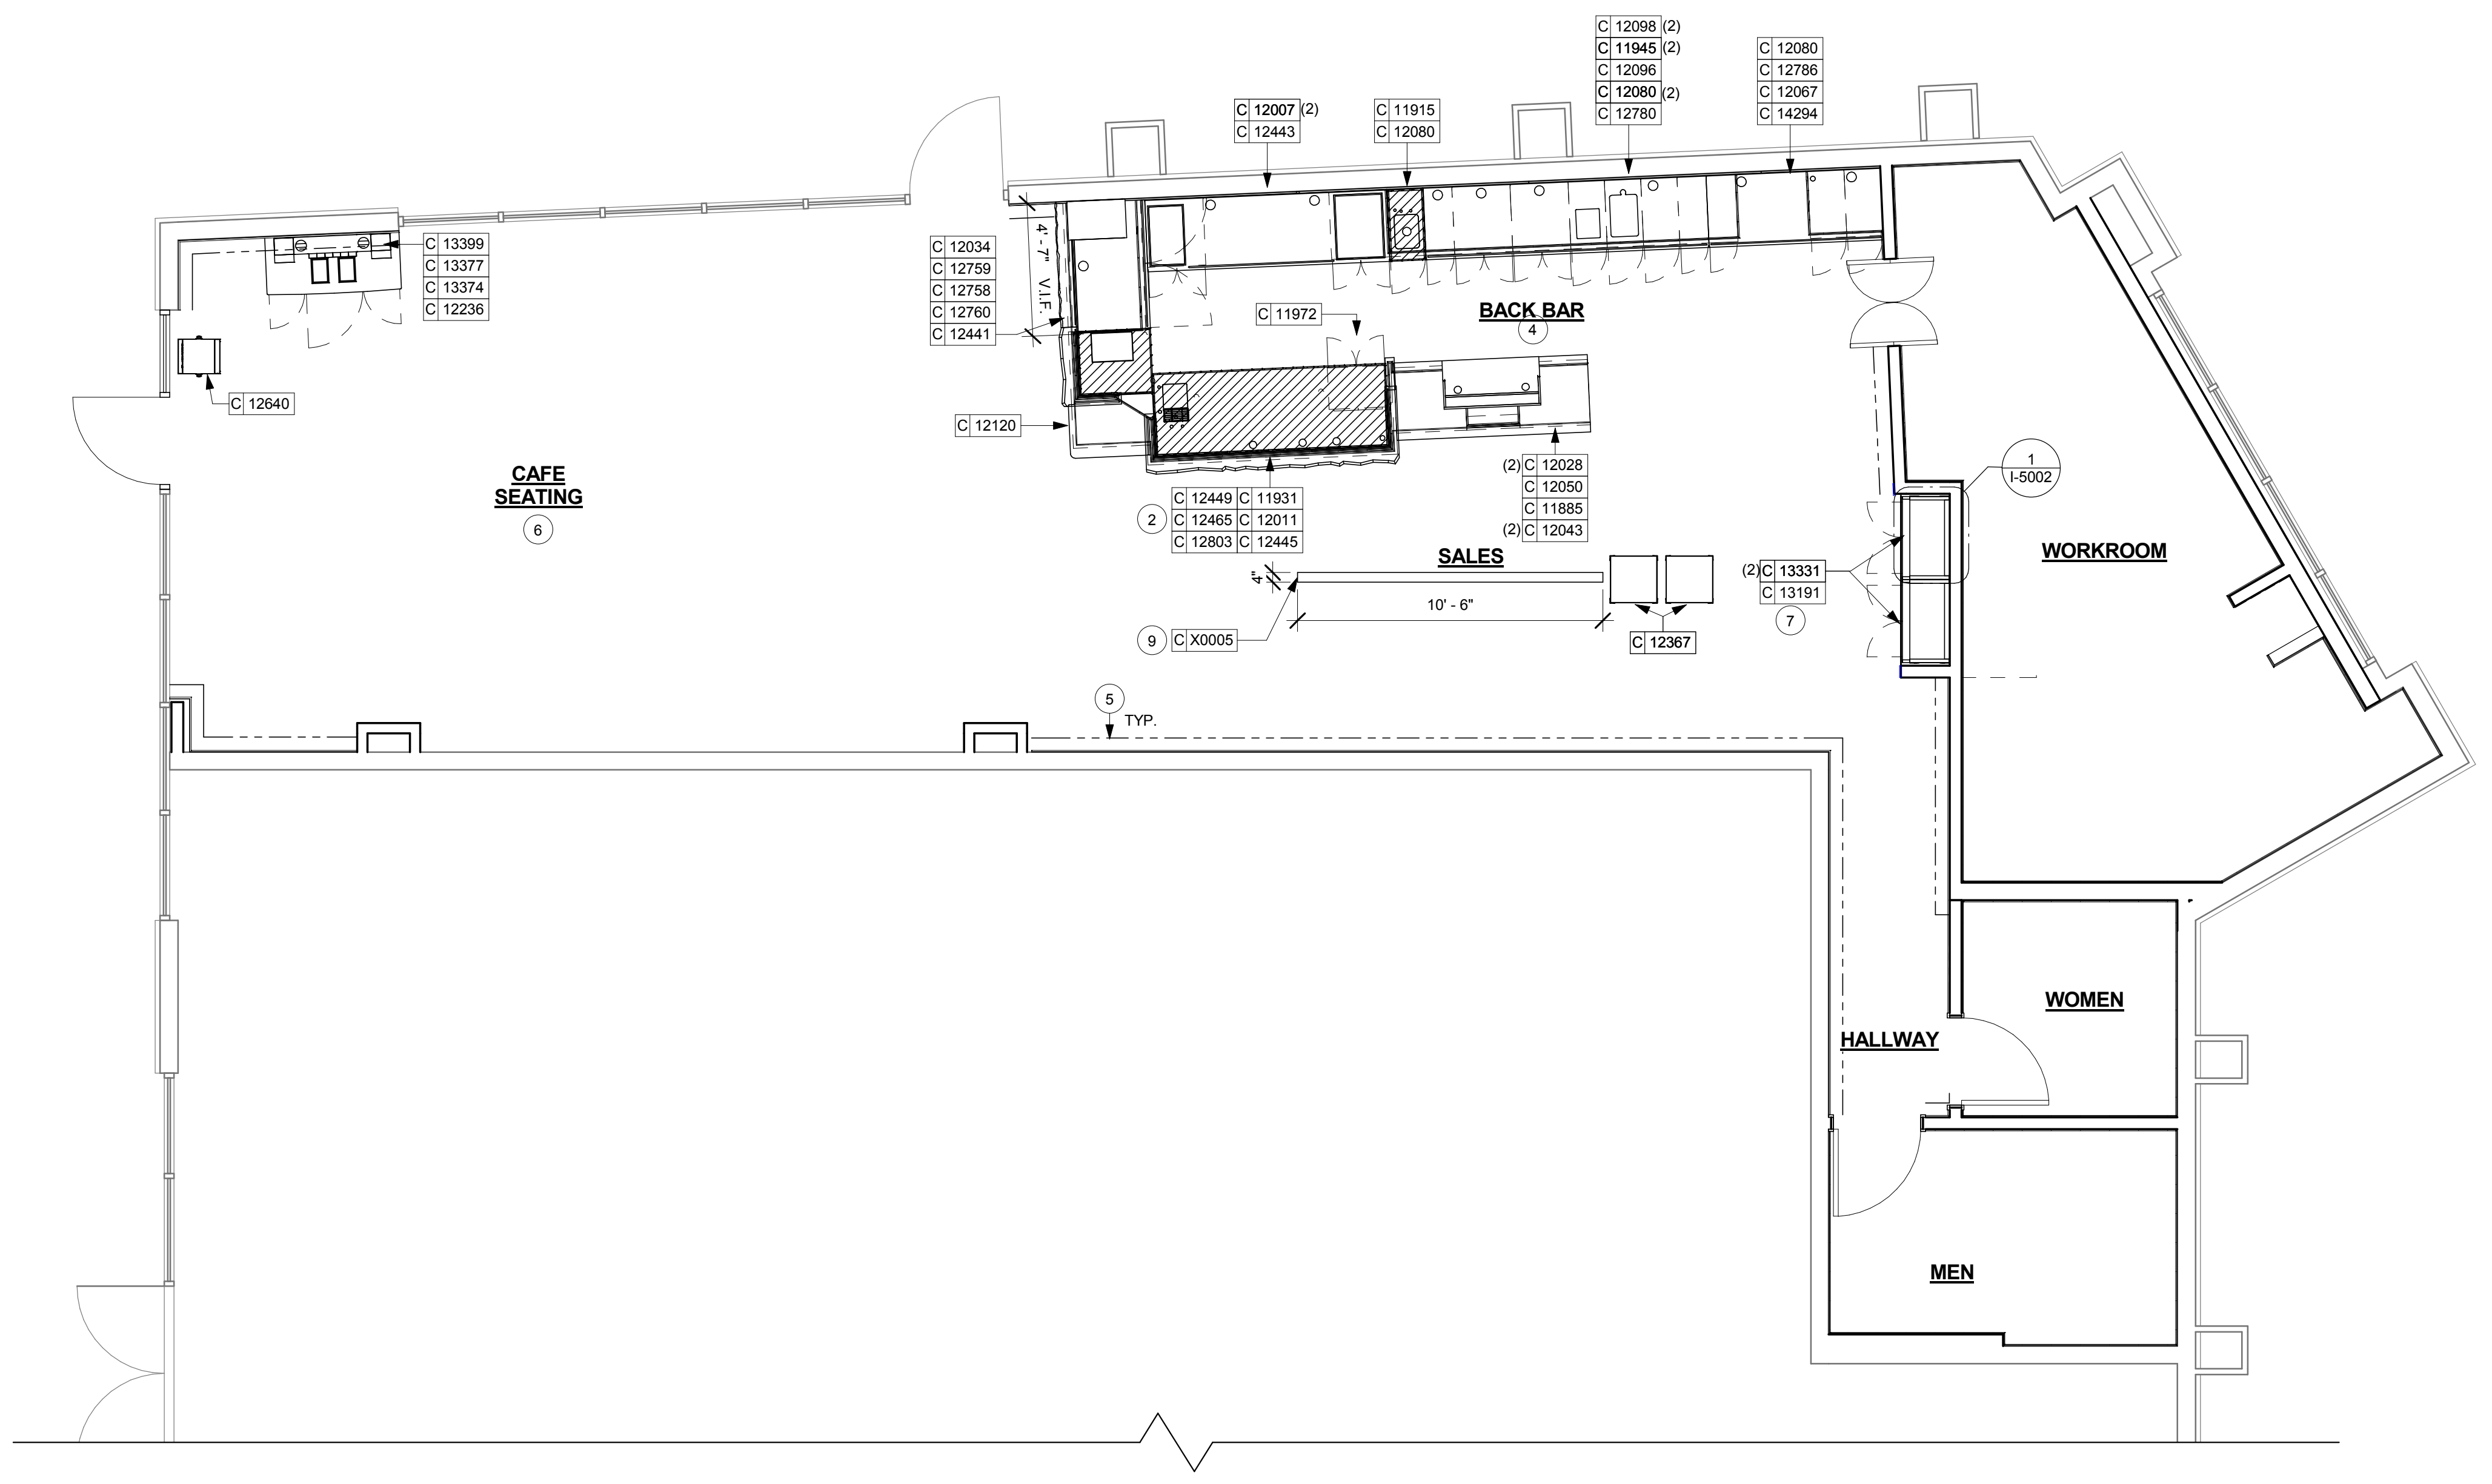 C 12098 (2)
C 11945 (2)
C 12096
C 12080 (2)
C 12780
C 12080
C 12786
C 12067
C 14294
C 12007 (2)
C 12443
C 11915
C 12080
C 13399
C 13377
C 13374
C 12236
C 12034
C 12759
C 12758
C 12760
C 12441
4' - 7" V.I.F.
C 11972
BACK BAR
4
C 12640
C 12120
CAFE
SEATING
6
2
C 12449 C 11931
C 12465 C 12011
C 12803 C 12445
(2) C 12028
C 12050
C 11885
(2) C 12043
1
I-5002
WORKROOM
SALES
4"
10' - 6"
(2) C 13331
C 13191
7
9 C X0005
C 12367
5
TYP.
WOMEN
HALLWAY
MEN